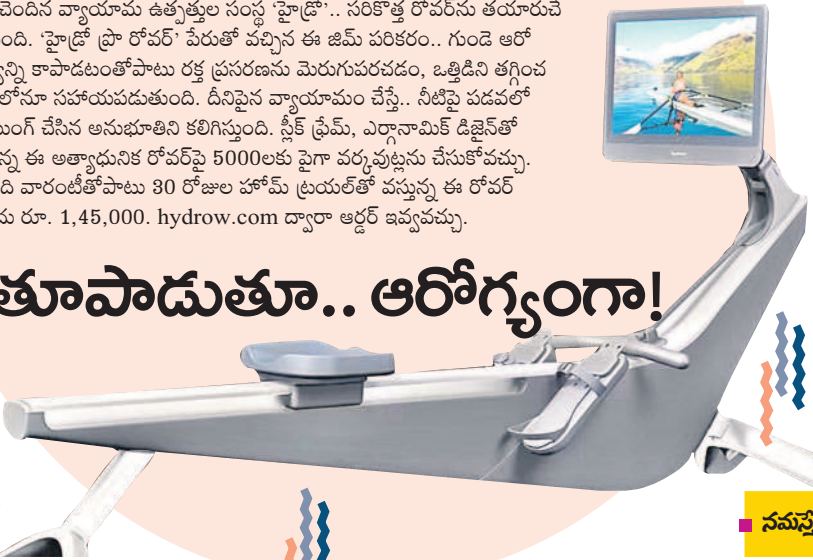 చెందిన వ్యాయామ ఉత్పత్తుల సంస్థ ‘హైడ్రో’.. సరికొత్త రోవర్‌ను తయారుచే
ంది. ‘హైడ్రో ప్రొ రోవర్’ పేరుతో వచ్చిన ఈ జిమ్ పరికరం.. గుండె ఆరో
్యన్ని కాపాడటంతోపాటు రక్త ప్రసరణను మెరుగుపరచడం, ఒత్తిడిని తగ్గించ
లోనూ సహాయపడుతుంది. దీనిపైన వ్యాయామం చేస్తే.. నీటిపై పడవలో
యింగ్ చేసిన అనుభూతిని కలిగిస్తుంది. స్లీక్ ఫ్రేమ్, ఎర్గానామిక్ డిజైన్‌తో
న్న ఈ అత్యాధునిక రోవర్‌పై 5000లకు పైగా వర్కవుట్లను చేసుకోవచ్చు.
ది వారంటీతోపాటు 30 రోజుల హోమ్ ట్రయల్‌తో వస్తున్న ఈ రోవర్
రూ. 1,45,000. hydrow.com ద్వారా ఆర్డర్ ఇవ్వవచ్చు.
తూపాడుతూ.. ఆరోగ్యంగా!
నమస్తే